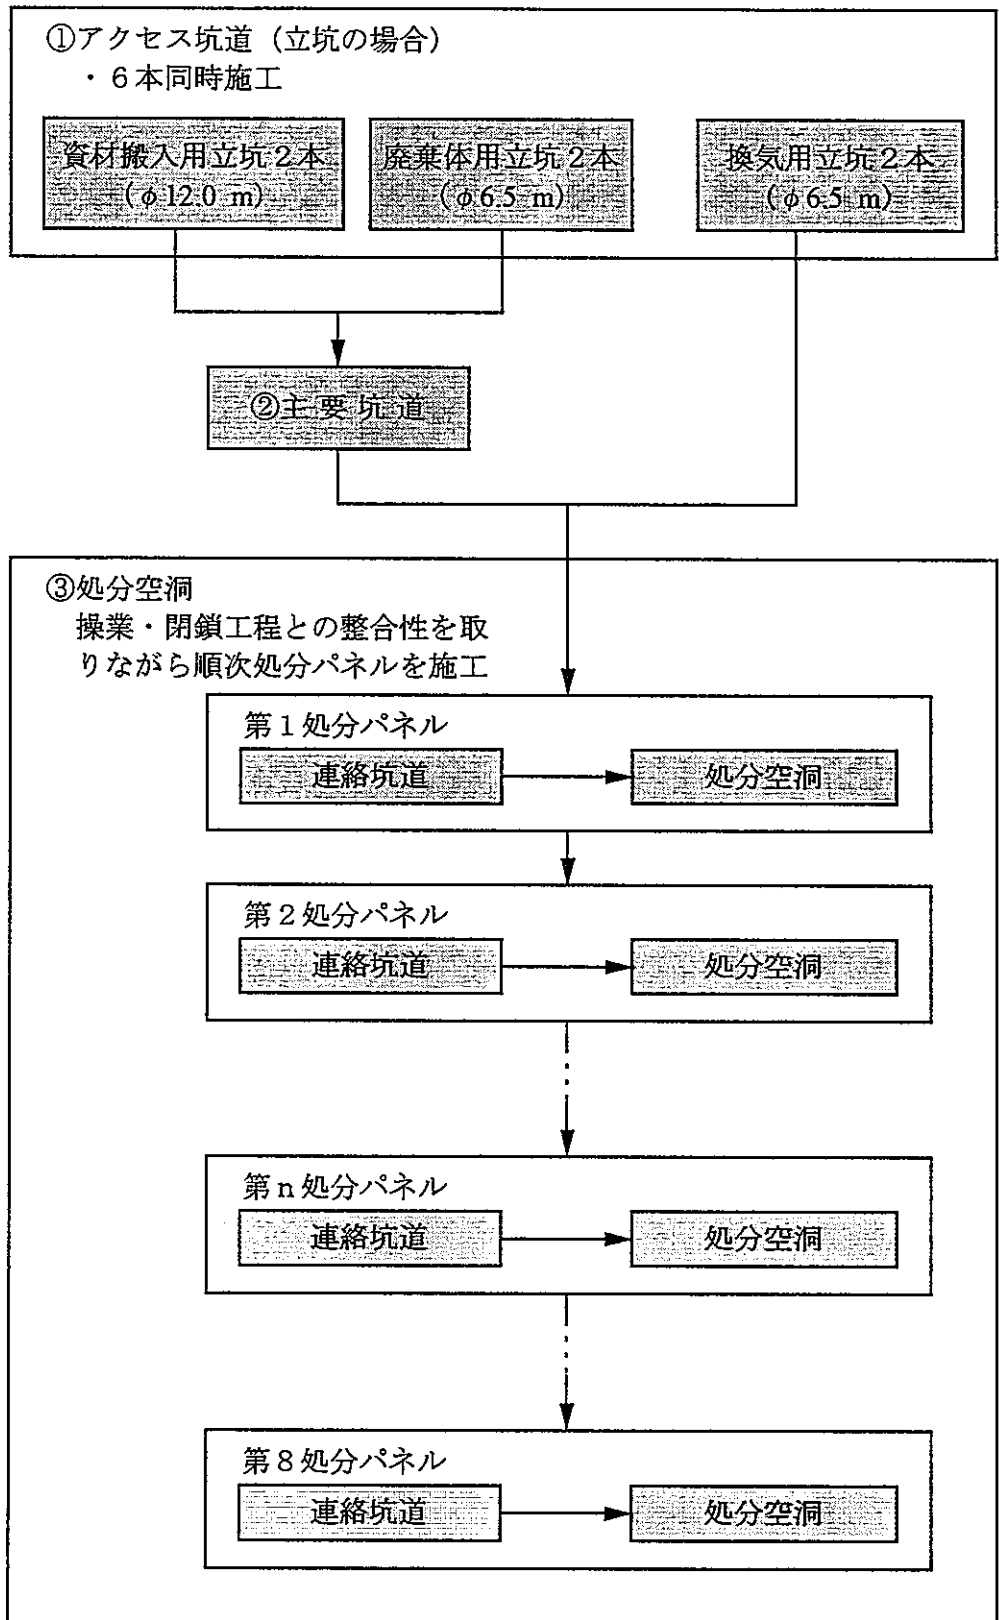 ①アクセス坑道（立坑の場合）
・６本同時施工
資材搬入用立坑２本
（φ12.0 m）
廃棄体用立坑２本
（φ6.5 m）
換気用立坑２本
（φ6.5 m）
②主要坑道
③処分空洞
操業・閉鎖工程との整合性を取
りながら順次処分パネルを施工
第１処分パネル
連絡坑道
処分空洞
第２処分パネル
連絡坑道
処分空洞
第ｎ処分パネル
連絡坑道
処分空洞
第８処分パネル
連絡坑道
処分空洞